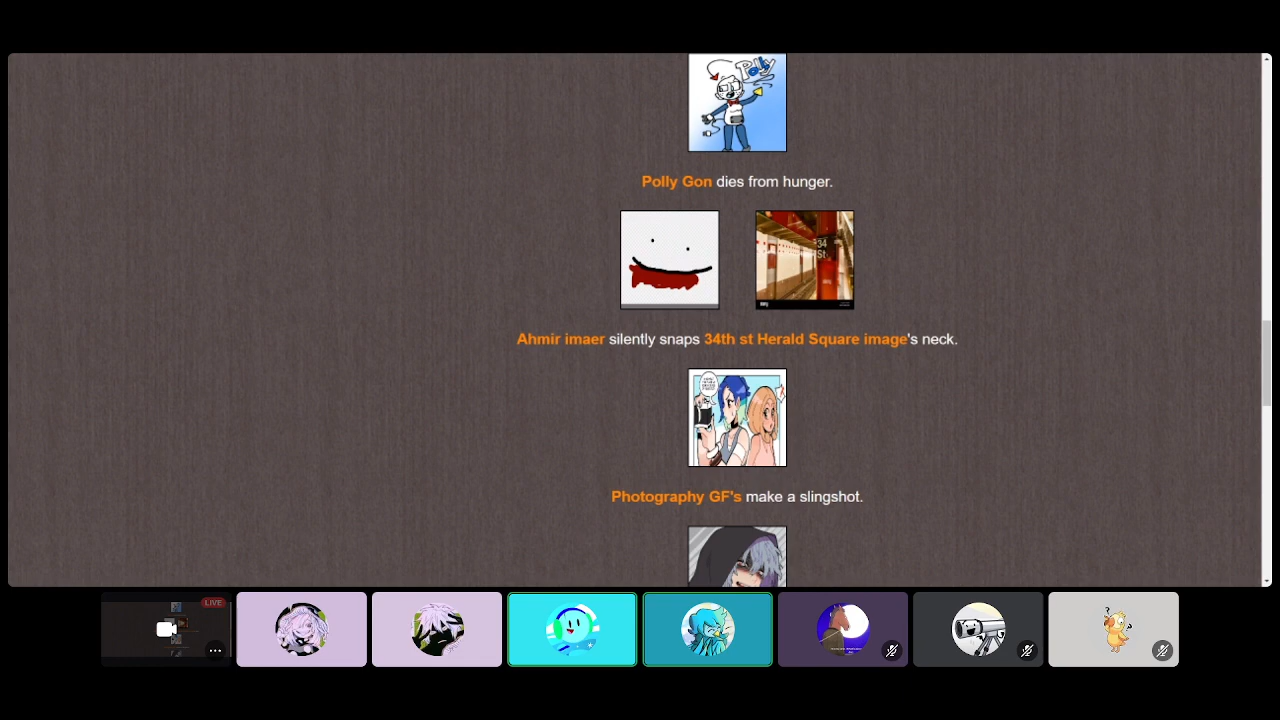 Polly
Polly Gon dies from hunger.
34
St
Ahmir imaer silently snaps 34th st Herald Square image's neck.
Photography GF's make a slingshot.
LIVE
?